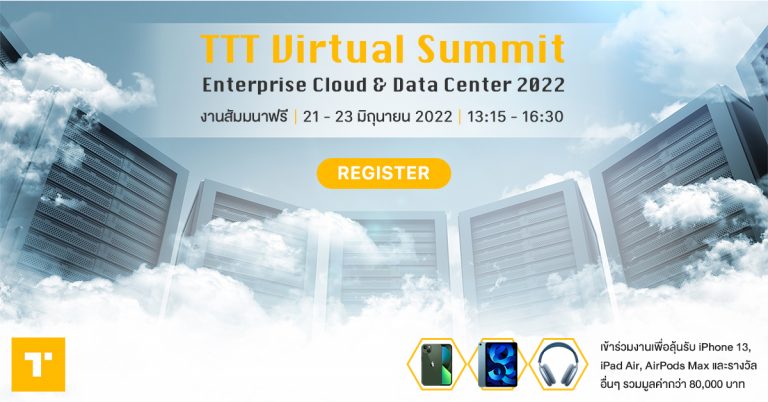 TTT Virtual Summit
Enterprise Cloud & Data Center 2022
งานสัมมนาฟรี | 21 - 23 มิถุนายน 2022 | 13:15 - 16:30
REGISTER
เข้าร่วมงานเพื่อลุ้นรับ iPhone 13,
iPad Air, AirPods Max และรางวัล
อื่นๆ รวมมูลค่ากว่า 80,000 บาท